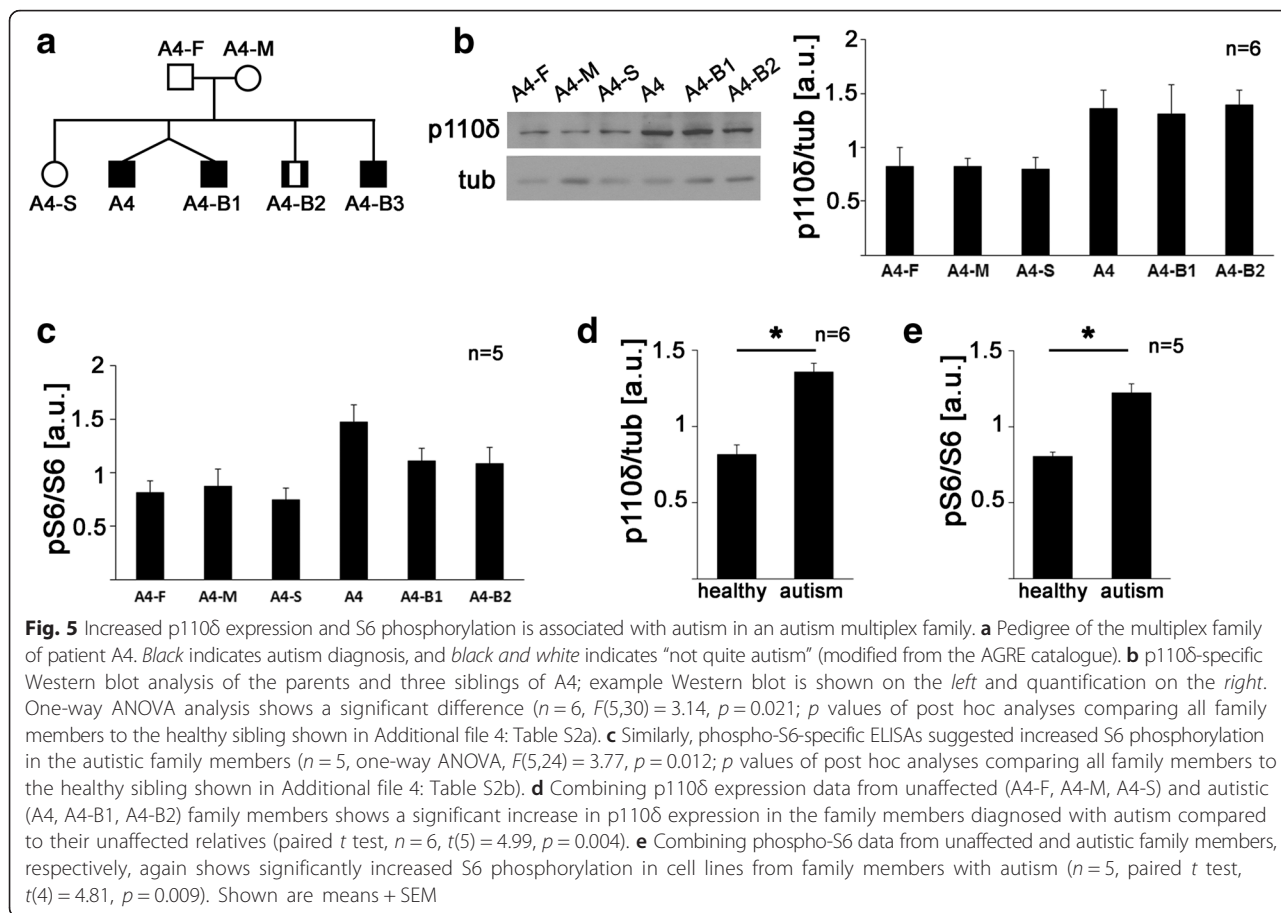 a
A4-F A4-M
A4-S A4 A4-B1 A4-B2 A4-B3
b
A4-F A4-M A4-S A4 A4-B1 A4-B2
p110δ
tub
p110δ/tub [a.u.]
n=6
2
1.5
1
0.5
A4-F A4-M A4-S A4 A4-B1 A4-B2
c
pS6/S6 [a.u.]
n=5
2
1.5
1
0.5
A4-F A4-M A4-S A4 A4-B1 A4-B2
d
p110δ/tub [a.u.]
* n=6
1.5
1
0.5
healthy autism
e
pS6/S6 [a.u.]
* n=5
1.5
1
0.5
healthy autism
Fig. 5 Increased p110δ expression and S6 phosphorylation is associated with autism in an autism multiplex family. a Pedigree of the multiplex family
of patient A4. Black indicates autism diagnosis, and black and white indicates "not quite autism" (modified from the AGRE catalogue). b p110δ-specific
Western blot analysis of the parents and three siblings of A4; example Western blot is shown on the left and quantification on the right.
One-way ANOVA analysis shows a significant difference (n = 6, F(5,30) = 3.14, p = 0.021; p values of post hoc analyses comparing all family
members to the healthy sibling shown in Additional file 4: Table S2a). c Similarly, phospho-S6-specific ELISAs suggested increased S6 phosphorylation
in the autistic family members (n = 5, one-way ANOVA, F(5,24) = 3.77, p = 0.012; p values of post hoc analyses comparing all family members to
the healthy sibling shown in Additional file 4: Table S2b). d Combining p110δ expression data from unaffected (A4-F, A4-M, A4-S) and autistic
(A4, A4-B1, A4-B2) family members shows a significant increase in p110δ expression in the family members diagnosed with autism compared
to their unaffected relatives (paired t test, n = 6, t(5) = 4.99, p = 0.004). e Combining phospho-S6 data from unaffected and autistic family members,
respectively, again shows significantly increased S6 phosphorylation in cell lines from family members with autism (n = 5, paired t test,
t(4) = 4.81, p = 0.009). Shown are means + SEM